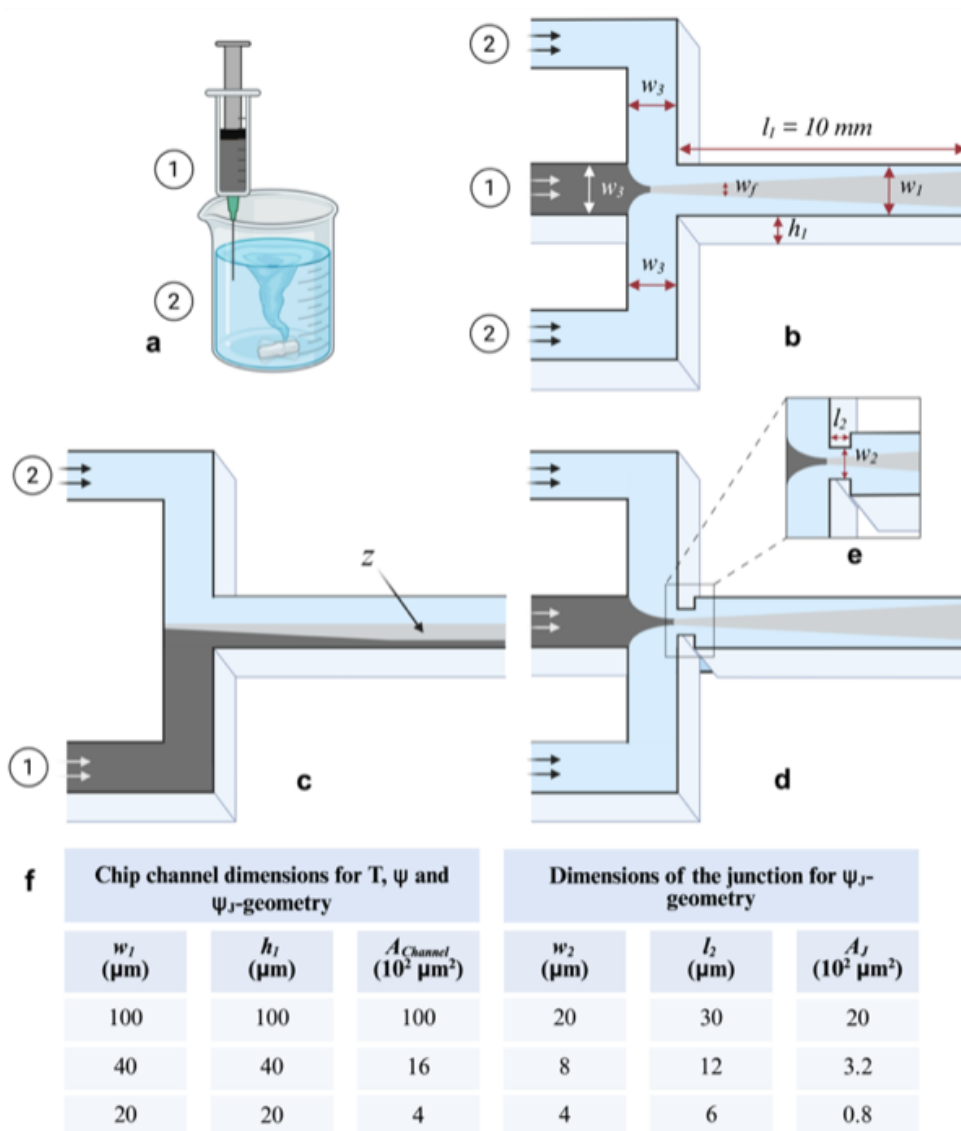 2
w3
l1 = 10 mm
1
1
w3
wf
w1
h1
2
w3
a
2
b
l2
w2
2
e
z
1
c
d
f
Chip channel dimensions for T, ψ and
ψJ-geometry
Dimensions of the junction for ψJ-
geometry
w1
(μm)
h1
(μm)
AChannel
(10² μm²)
w2
(μm)
l2
(μm)
AJ
(10² μm²)
100 100 100 20 30 20
40 40 16 8 12 3.2
20 20 4 4 6 0.8